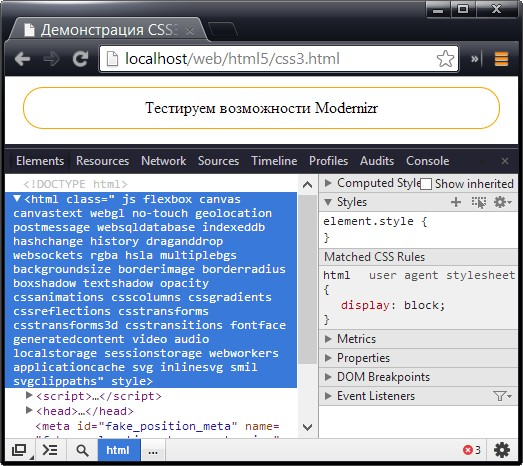 Демонстрация CSS3
localhost/web/html5/css3.html
»
Тестируем возможности Modernizr
Elements Resources Network Sources Timeline Profiles Audits Console
<!DOCTYPE html>
▼<html class=" js flexbox canvas
canvastext webgl no-touch geolocation
postmessage websqldatabase indexeddb
hashchange history draganddrop
websockets rgba hsla multiplebgs
backgroundsize borderimage borderradius
boxshadow textshadow opacity
cssanimations csscolumns cssgradients
cssreflections csstransforms
csstransforms3d csstransitions fontface
generatedcontent video audio
localstorage sessionstorage webworkers
applicationcache svg inlinesvg smil
svgclippaths" style>
▶<script>…</script>
▶<head>…</head>
<meta id="fake_position_meta" name=
▶ Computed Style Show inherited
▼ Styles
element.style {
}
Matched CSS Rules
html user agent stylesheet
{
display: block;
}
▶ Metrics
▶ Properties
▶ DOM Breakpoints
▶ Event Listeners
html ...
3